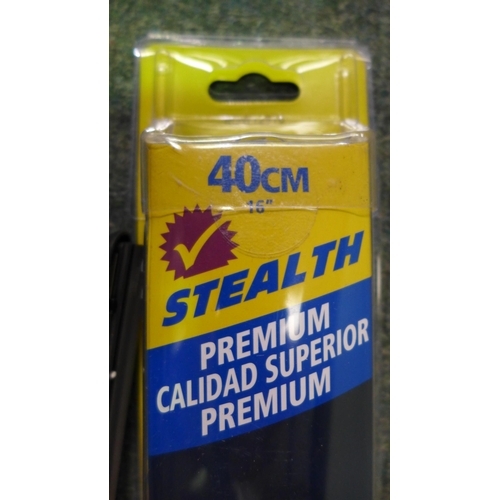 40CM
16"
STEALTH
PREMIUM
CALIDAD SUPERIOR
PREMIUM